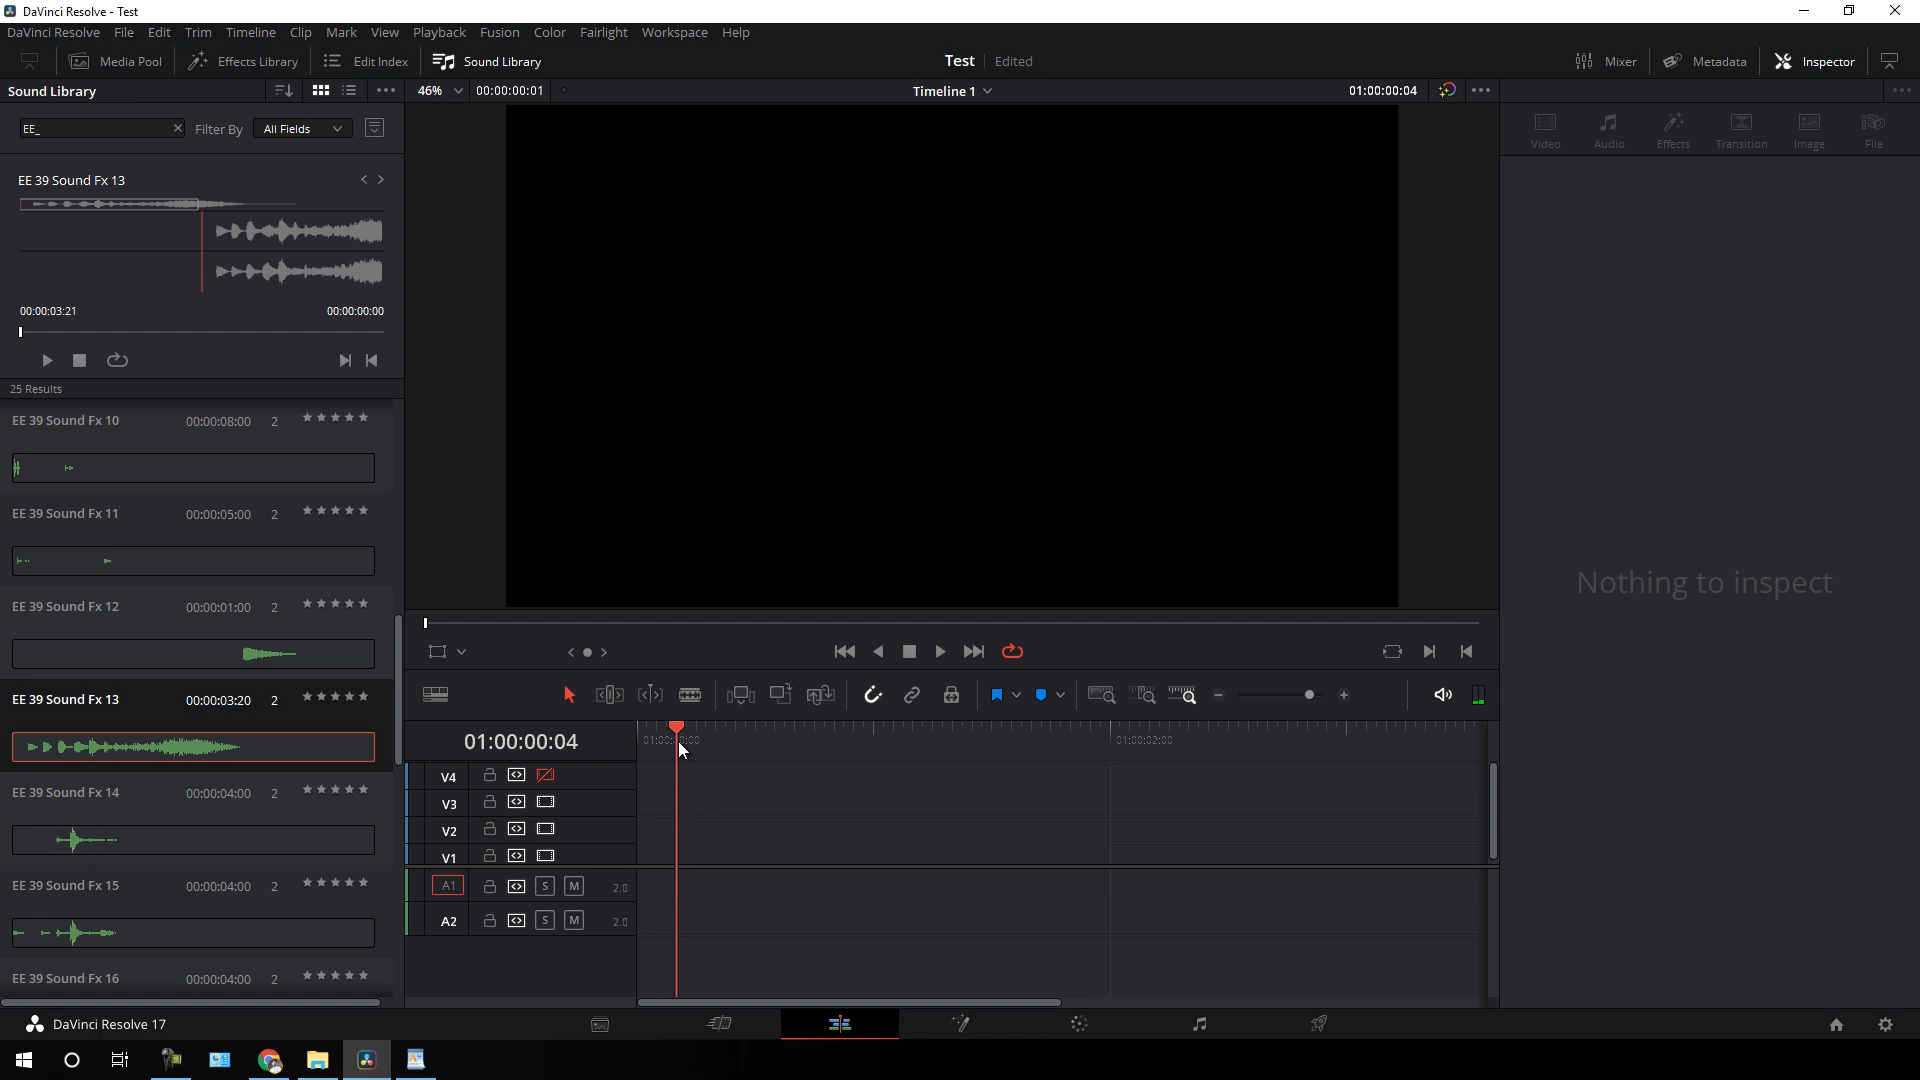 DaVinci Resolve - Test
DaVinci Resolve File Edit Trim Timeline Clip Mark View Playback Fusion Color Fairlight Workspace Help
Media Pool Effects Library Edit Index Sound Library Test Edited Mixer Metadata Inspector
Sound Library 46% 00:00:00:01 Timeline 1 01:00:00:04
EE_ Filter By All Fields
Video Audio Effects Transition Image File
EE 39 Sound Fx 13
00:00:03:21 00:00:00:00
25 Results
EE 39 Sound Fx 10 00:00:08:00 2
EE 39 Sound Fx 11 00:00:05:00 2
EE 39 Sound Fx 12 00:00:01:00 2
EE 39 Sound Fx 13 00:00:03:20 2
EE 39 Sound Fx 14 00:00:04:00 2
EE 39 Sound Fx 15 00:00:04:00 2
EE 39 Sound Fx 16 00:00:04:00 2
Nothing to inspect
01:00:00:04
01:00:02:00
V4
V3
V2
V1
A1 S M 2.0
A2 S M 2.0
DaVinci Resolve 17